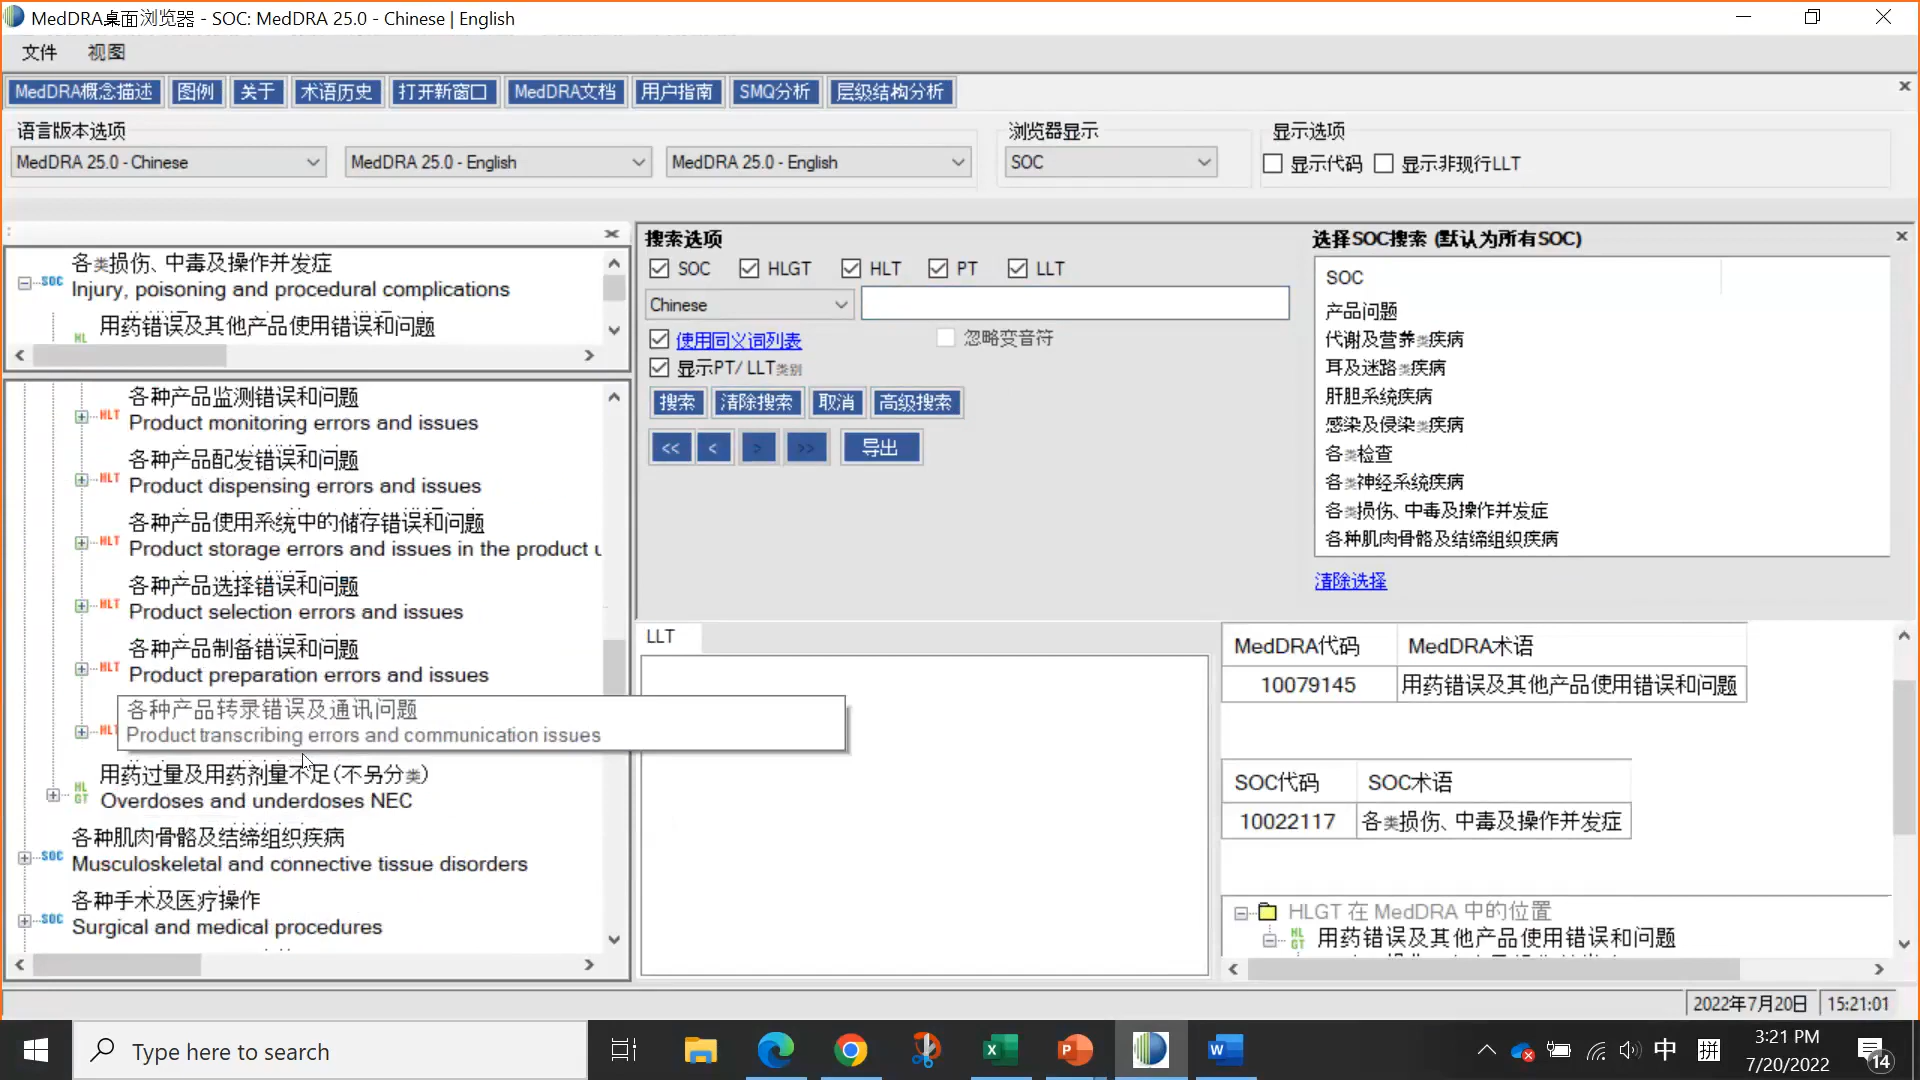 MedDRA桌面浏览器 - SOC: MedDRA 25.0 - Chinese | English
文件 视图
MedDRA概念描述 图例 关于 术语历史 打开新窗口 MedDRA文档 用户指南 SMQ分析 层级结构分析
语言版本选项 浏览器显示 显示选项
MedDRA 25.0 - Chinese MedDRA 25.0 - English MedDRA 25.0 - English SOC 显示代码 显示非现行LLT
SOC 各类损伤、中毒及操作并发症
Injury, poisoning and procedural complications
HL 用药错误及其他产品使用错误和问题
HLT 各种产品监测错误和问题
Product monitoring errors and issues
HLT 各种产品配发错误和问题
Product dispensing errors and issues
HLT 各种产品使用系统中的储存错误和问题
Product storage errors and issues in the product u
HLT 各种产品选择错误和问题
Product selection errors and issues
HLT 各种产品制备错误和问题
Product preparation errors and issues
HLT 各种产品转录错误及通讯问题
Product transcribing errors and communication issues
HLGT 用药过量及用药剂量不足(不另分类)
Overdoses and underdoses NEC
SOC 各种肌肉骨骼及结缔组织疾病
Musculoskeletal and connective tissue disorders
SOC 各种手术及医疗操作
Surgical and medical procedures
搜索选项
SOC HLGT HLT PT LLT
Chinese
使用同义词列表 忽略变音符
显示PT/ LLT类别
搜索 清除搜索 取消 高级搜索
<< < > >> 导出
选择SOC搜索 (默认为所有SOC)
SOC
产品问题
代谢及营养类疾病
耳及迷路类疾病
肝胆系统疾病
感染及侵染类疾病
各类检查
各类神经系统疾病
各类损伤、中毒及操作并发症
各种肌肉骨骼及结缔组织疾病
清除选择
LLT
MedDRA代码 MedDRA术语
10079145 用药错误及其他产品使用错误和问题
SOC代码 SOC术语
10022117 各类损伤、中毒及操作并发症
HLGT 在 MedDRA 中的位置
HLGT 用药错误及其他产品使用错误和问题
2022年7月20日 15:21:01
Type here to search
中 拼
3:21 PM
7/20/2022
14